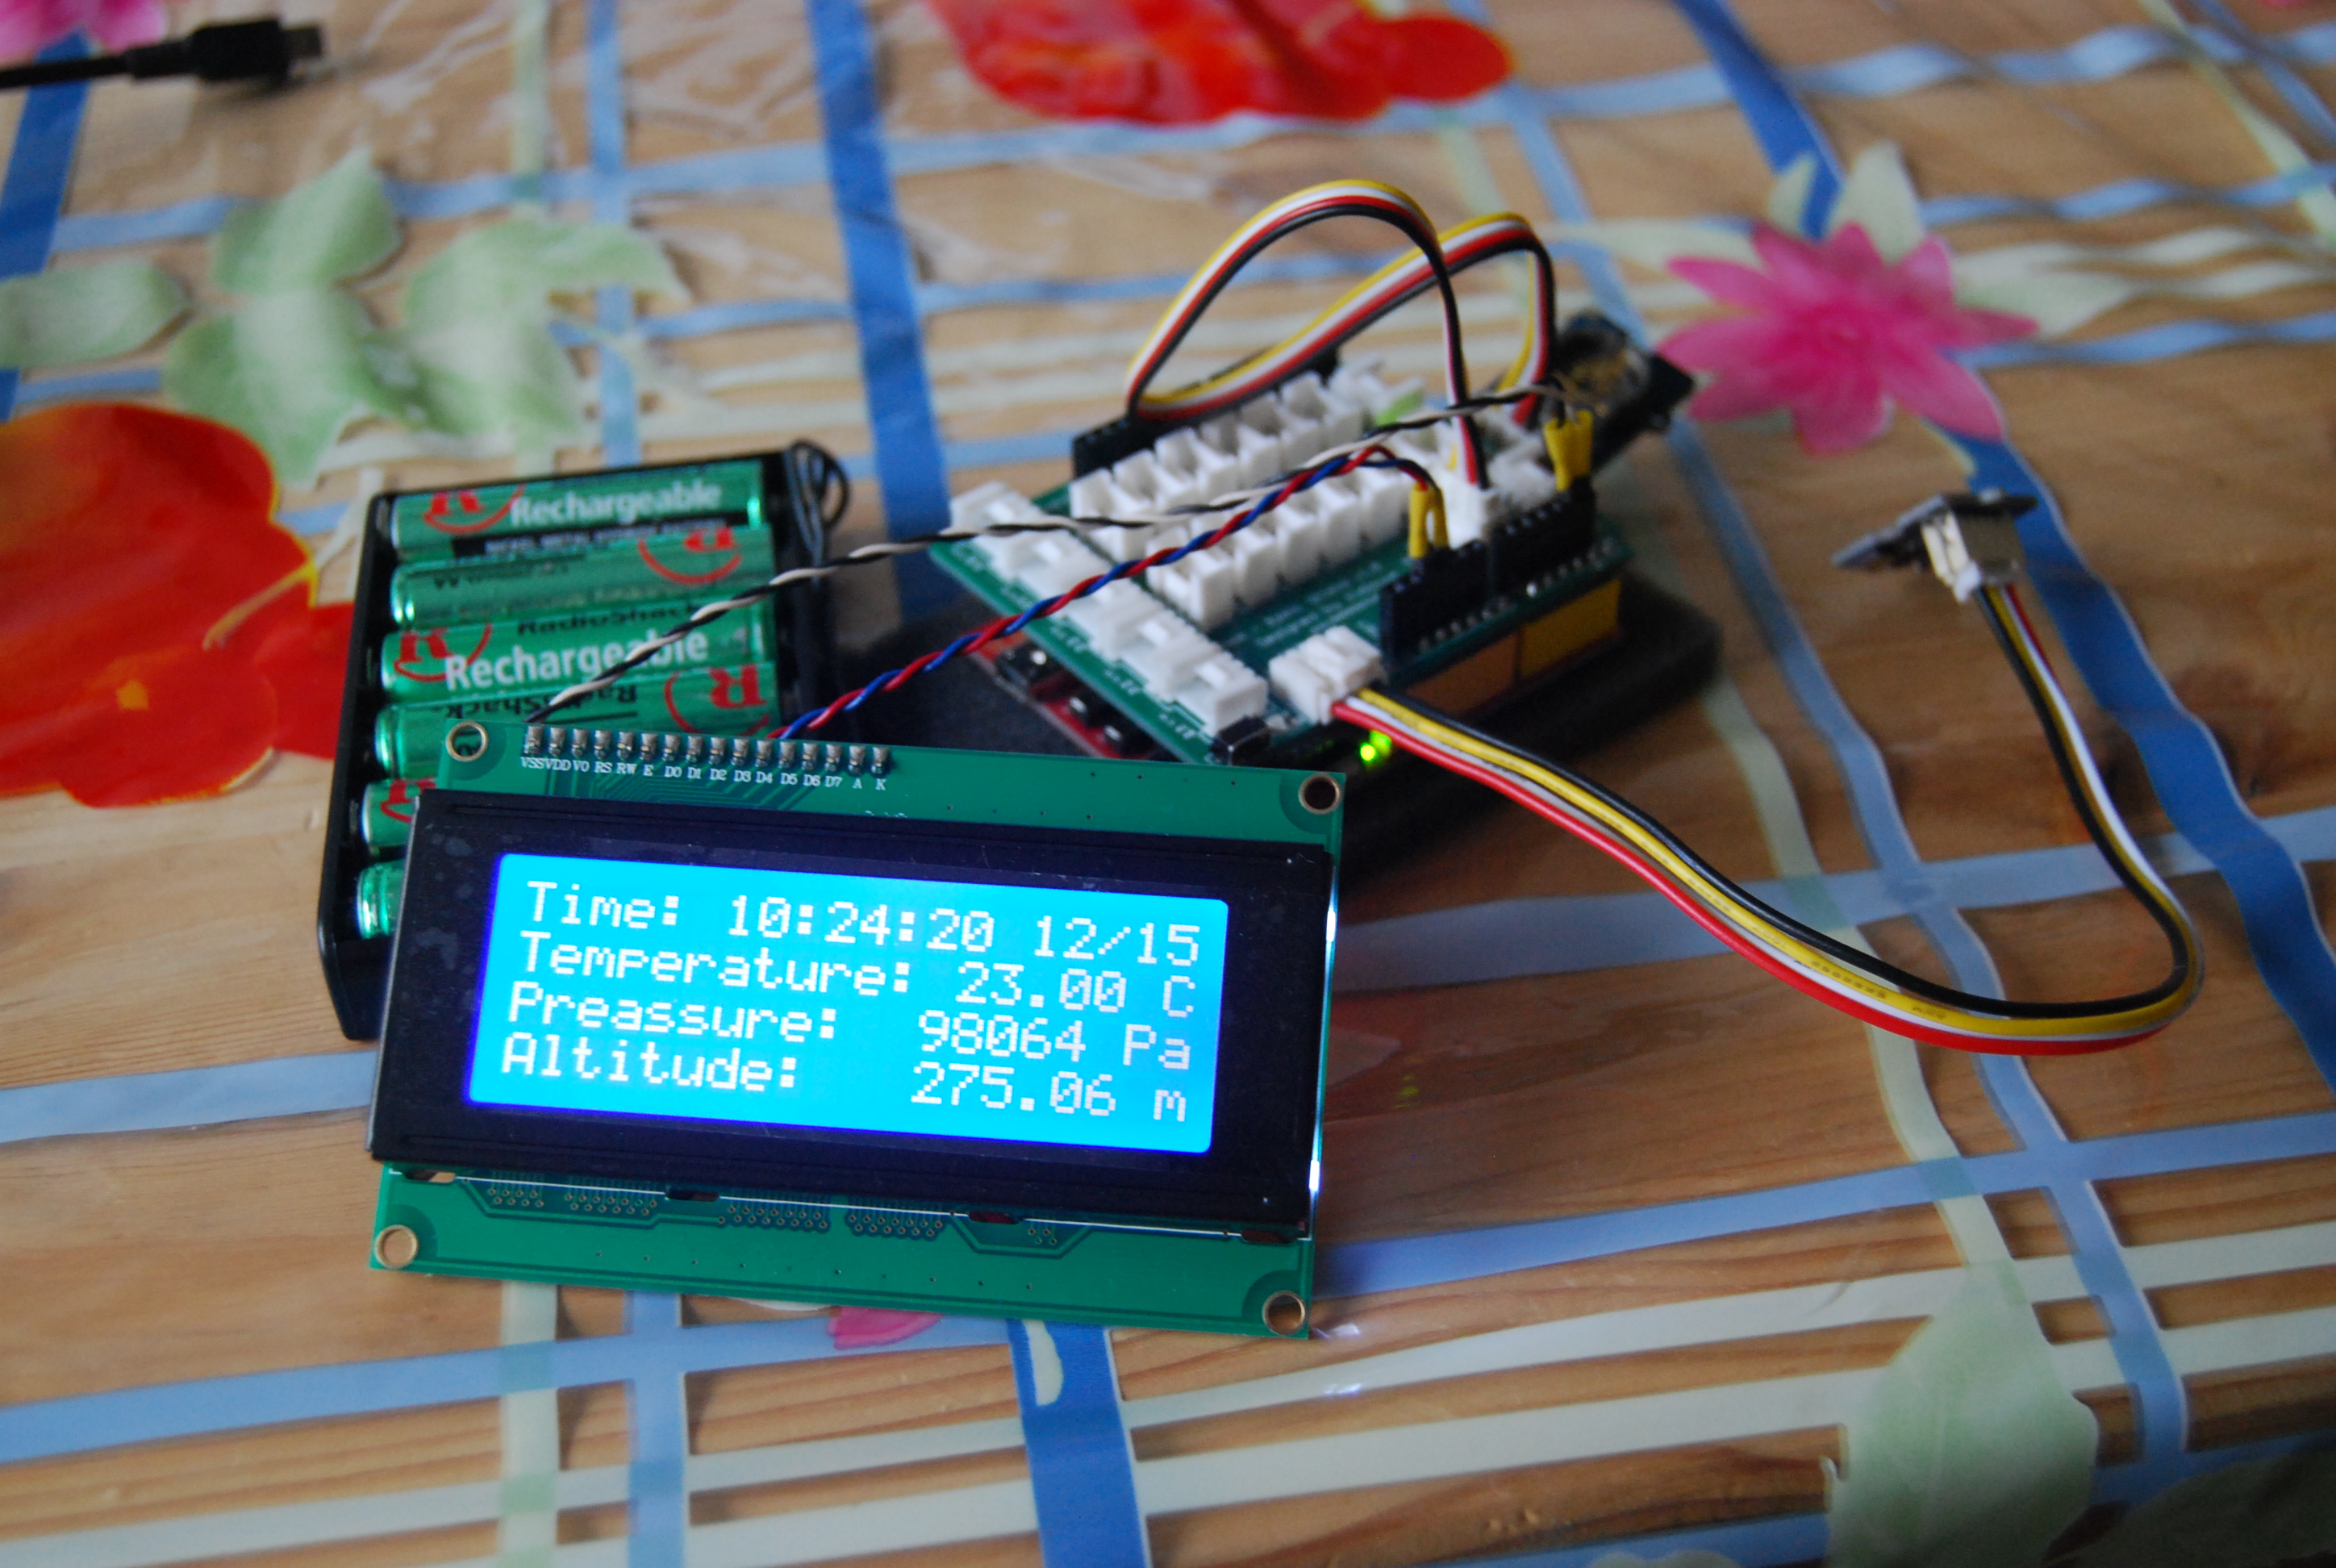 Rechargeable
RadioShack
Rechargeable
RadioShack
VSS VDD V0 RS RW E D0 D1 D2 D3 D4 D5 D6 D7 A K
Time: 10:24:20 12/15
Temperature: 23.00 C
Preassure: 98064 Pa
Altitude: 275.06 m